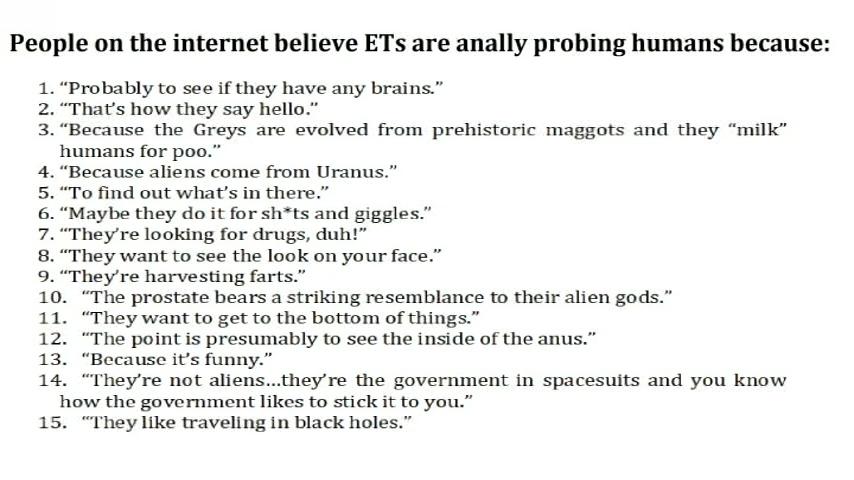 People on the internet believe ETs are anally probing humans because:
1. “Probably to see if they have any brains.”
2. “That’s how they say hello.”
3. “Because the Greys are evolved from prehistoric maggots and they “milk”
humans for poo.”
4. “Because aliens come from Uranus.”
5. “To find out what’s in there.”
6. “Maybe they do it for sh*ts and giggles.”
7. “They’re looking for drugs, duh!”
8. “They want to see the look on your face.”
9. “They’re harvesting farts.”
10. “The prostate bears a striking resemblance to their alien gods.”
11. “They want to get to the bottom of things.”
12. “The point is presumably to see the inside of the anus.”
13. “Because it’s funny.”
14. “They’re not aliens...they’re the government in spacesuits and you know
how the government likes to stick it to you.”
15. “They like traveling in black holes.”